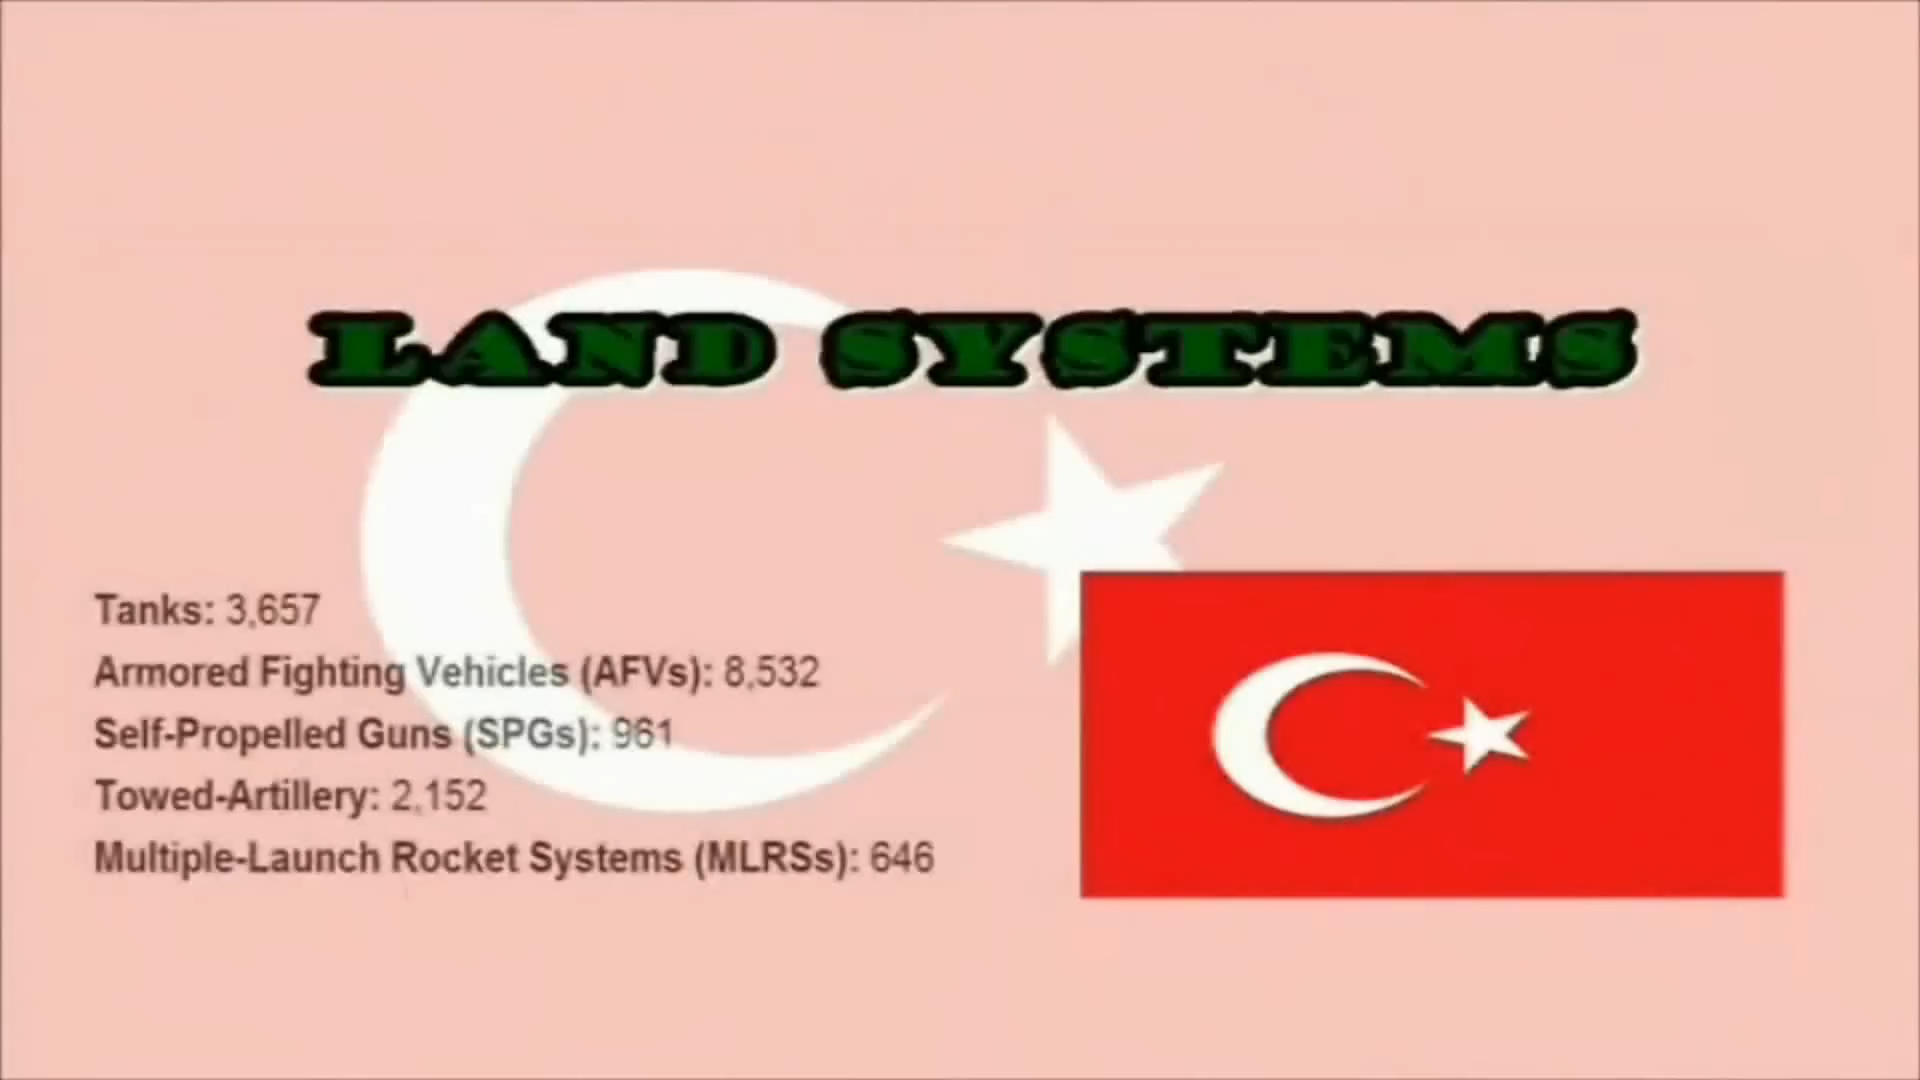 LAND SYSTEMS
Tanks: 3,657
Armored Fighting Vehicles (AFVs): 8,532
Self-Propelled Guns (SPGs): 961
Towed-Artillery: 2,152
Multiple-Launch Rocket Systems (MLRSs): 646